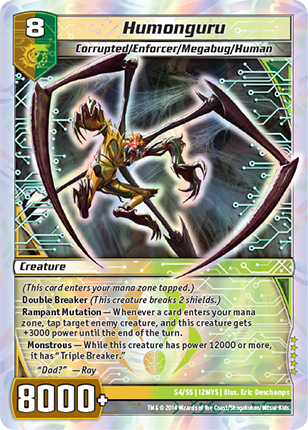 8
Humonguru
Corrupted/Enforcer/Megabug/Human
Creature
(This card enters your mana zone tapped.)
Double Breaker (This creature breaks 2 shields.)
Rampant Mutation — Whenever a card enters your mana
zone, tap target enemy creature, and this creature gets
+3000 power until the end of the turn.
Monstrous — While this creature has power 12000 or more,
it has "Triple Breaker."
"Dad?" —Ray
8000+
S4/S5 | 12MYS | Illus. Eric Deschamps
TM & © 2014 Wizards of the Coast/Shogakukan/Mitsui-Kids.